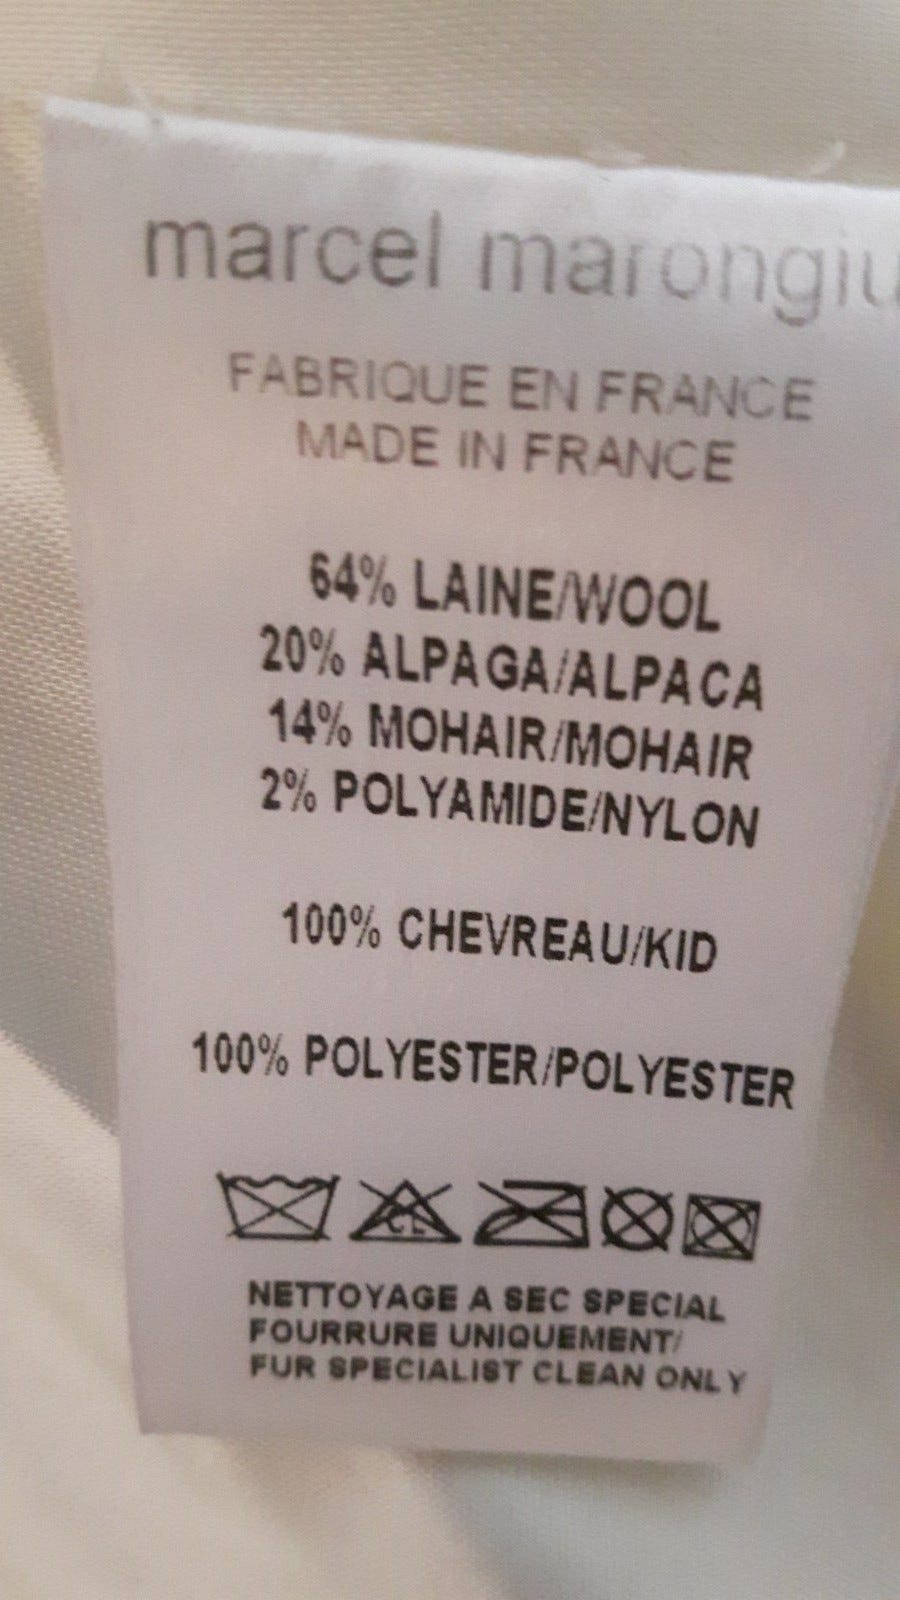 marcel marongiu
FABRIQUE EN FRANCE
MADE IN FRANCE
64% LAINE/WOOL
20% ALPAGA/ALPACA
14% MOHAIR/MOHAIR
2% POLYAMIDE/NYLON
100% CHEVREAU/KID
100% POLYESTER/POLYESTER
CL
NETTOYAGE A SEC SPECIAL
FOURRURE UNIQUEMENT/
FUR SPECIALIST CLEAN ONLY